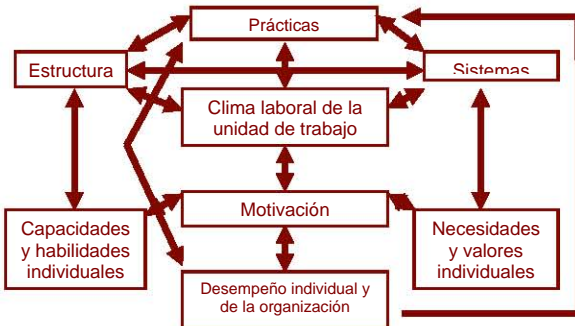 Prácticas
Estructura
Sistemas
Clima laboral de la
unidad de trabajo
Motivación
Capacidades
y habilidades
individuales
Necesidades
y valores
individuales
Desempeño individual y
de la organización